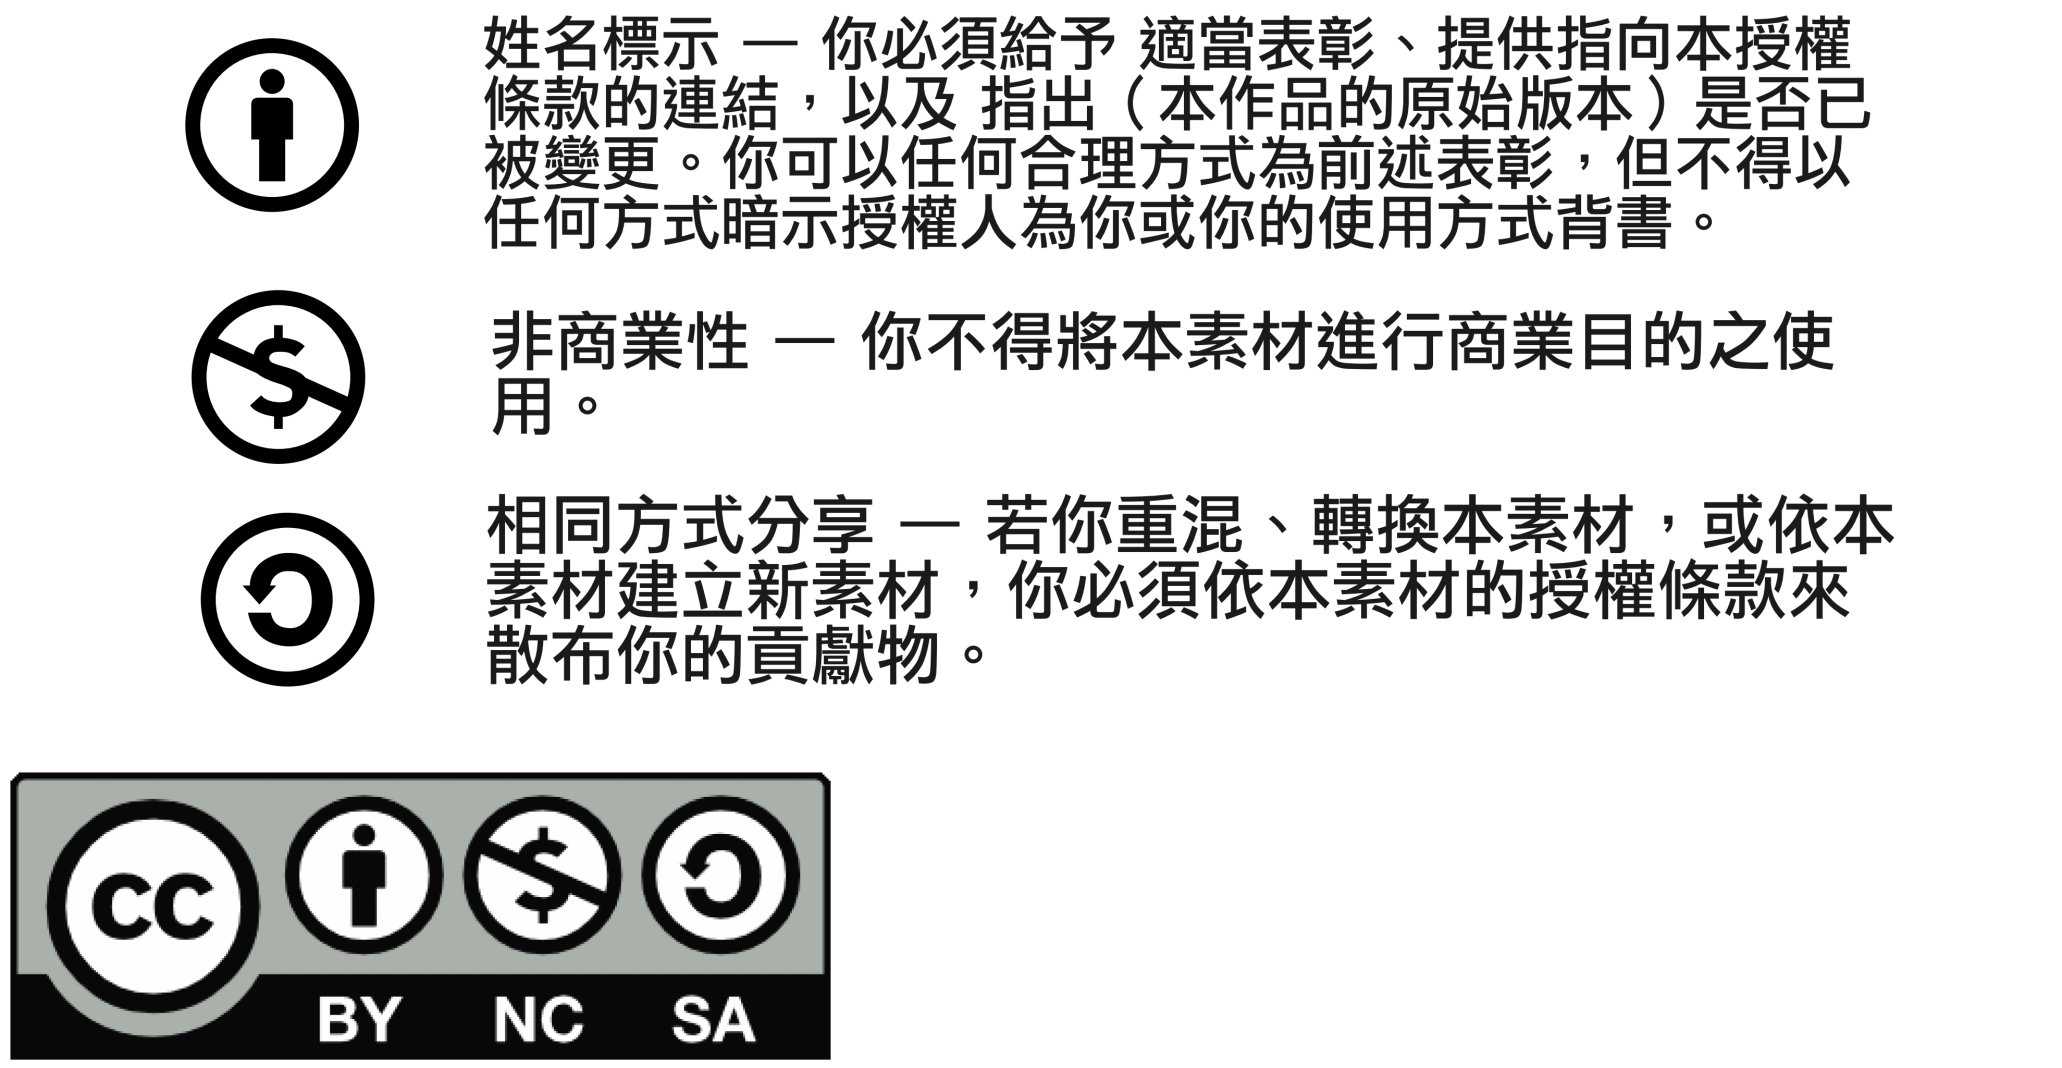 姓名標示 — 你必須給予 適當表彰、提供指向本授權
條款的連結，以及 指出（本作品的原始版本）是否已
被變更。你可以任何合理方式為前述表彰，但不得以
任何方式暗示授權人為你或你的使用方式背書。
非商業性 — 你不得將本素材進行商業目的之使
用。
相同方式分享 — 若你重混、轉換本素材，或依本
素材建立新素材，你必須依本素材的授權條款來
散布你的貢獻物。
CC
BY NC SA